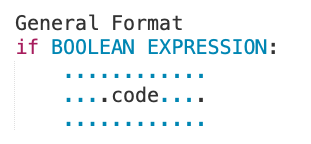 General Format
if BOOLEAN EXPRESSION:
    ............
    ....code....
    ............